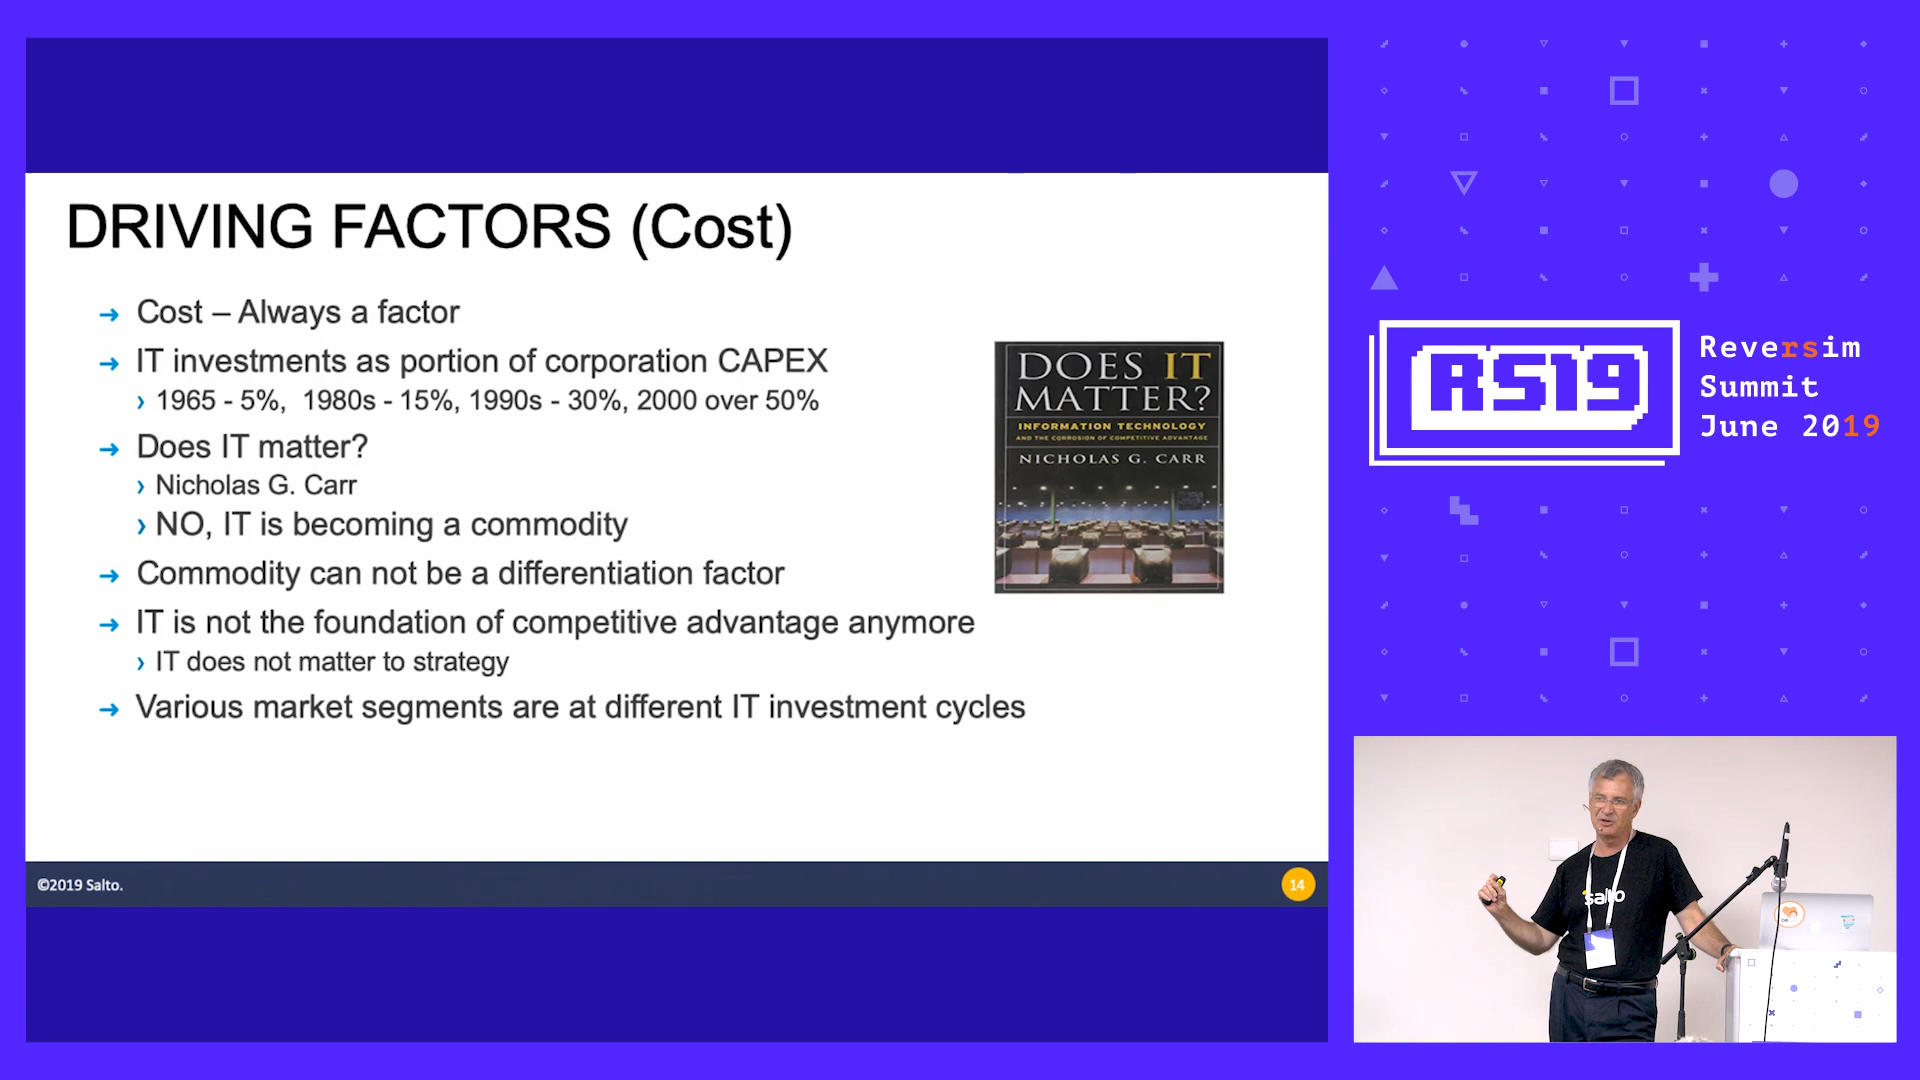 DRIVING FACTORS (Cost)
Cost – Always a factor
IT investments as portion of corporation CAPEX
1965 - 5%, 1980s - 15%, 1990s - 30%, 2000 over 50%
Does IT matter?
Nicholas G. Carr
NO, IT is becoming a commodity
Commodity can not be a differentiation factor
IT is not the foundation of competitive advantage anymore
IT does not matter to strategy
Various market segments are at different IT investment cycles
DOES IT
MATTER?
INFORMATION TECHNOLOGY
AND THE CORROSION OF COMPETITIVE ADVANTAGE
NICHOLAS G. CARR
©2019 Salto.
14
RS19
Reversim
Summit
June 2019
salto